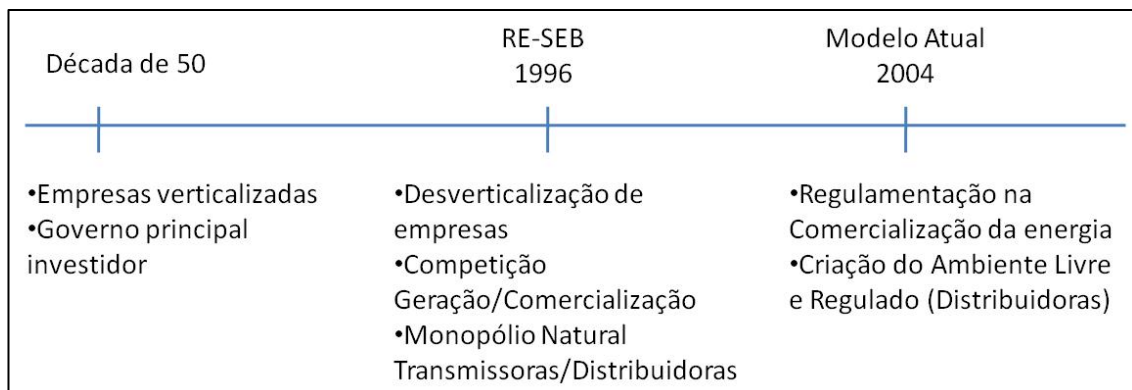 Década de 50
•Empresas verticalizadas
•Governo principal
investidor
RE-SEB
1996
•Desverticalização de
empresas
•Competição
Geração/Comercialização
•Monopólio Natural
Transmissoras/Distribuidoras
Modelo Atual
2004
•Regulamentação na
Comercialização da energia
•Criação do Ambiente Livre
e Regulado (Distribuidoras)